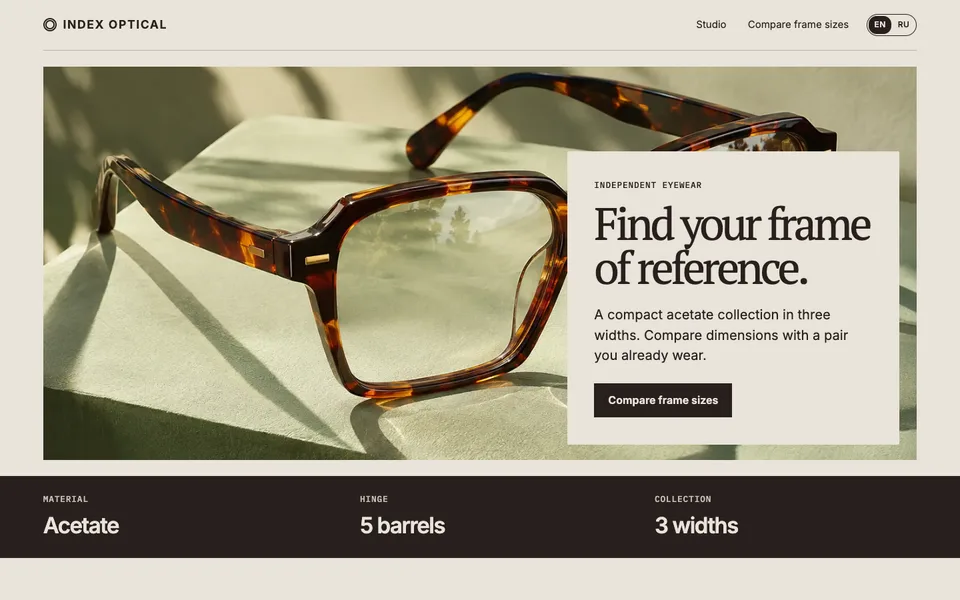 INDEX OPTICAL
Studio
Compare frame sizes
EN
RU
INDEPENDENT EYEWEAR
Find your frame
of reference.
A compact acetate collection in three
widths. Compare dimensions with a pair
you already wear.
Compare frame sizes
MATERIAL
Acetate
HINGE
5 barrels
COLLECTION
3 widths